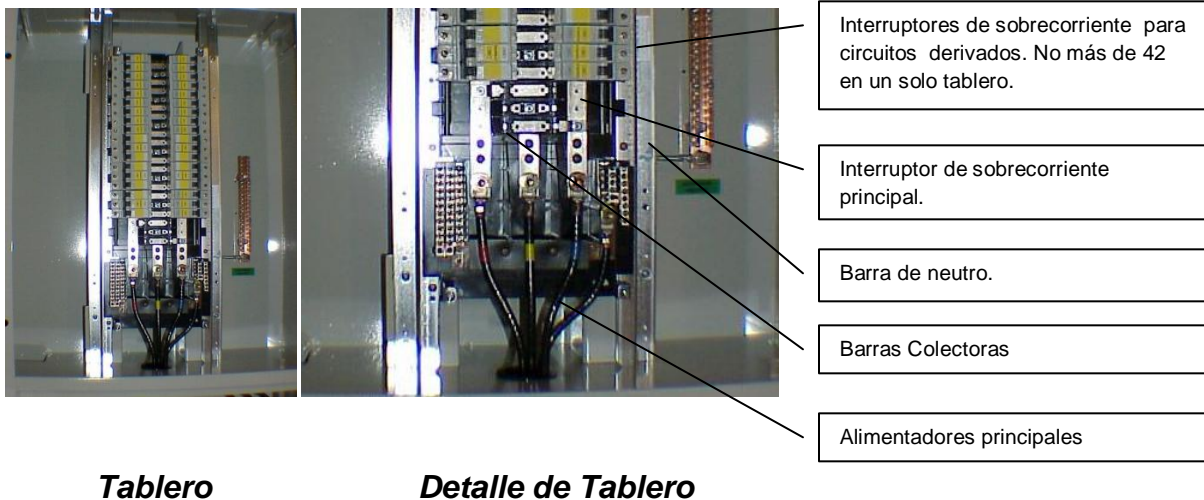 Interruptores de sobrecorriente para
circuitos derivados. No más de 42
en un solo tablero.
Interruptor de sobrecorriente
principal.
Barra de neutro.
Barras Colectoras
Alimentadores principales
Tablero
Detalle de Tablero